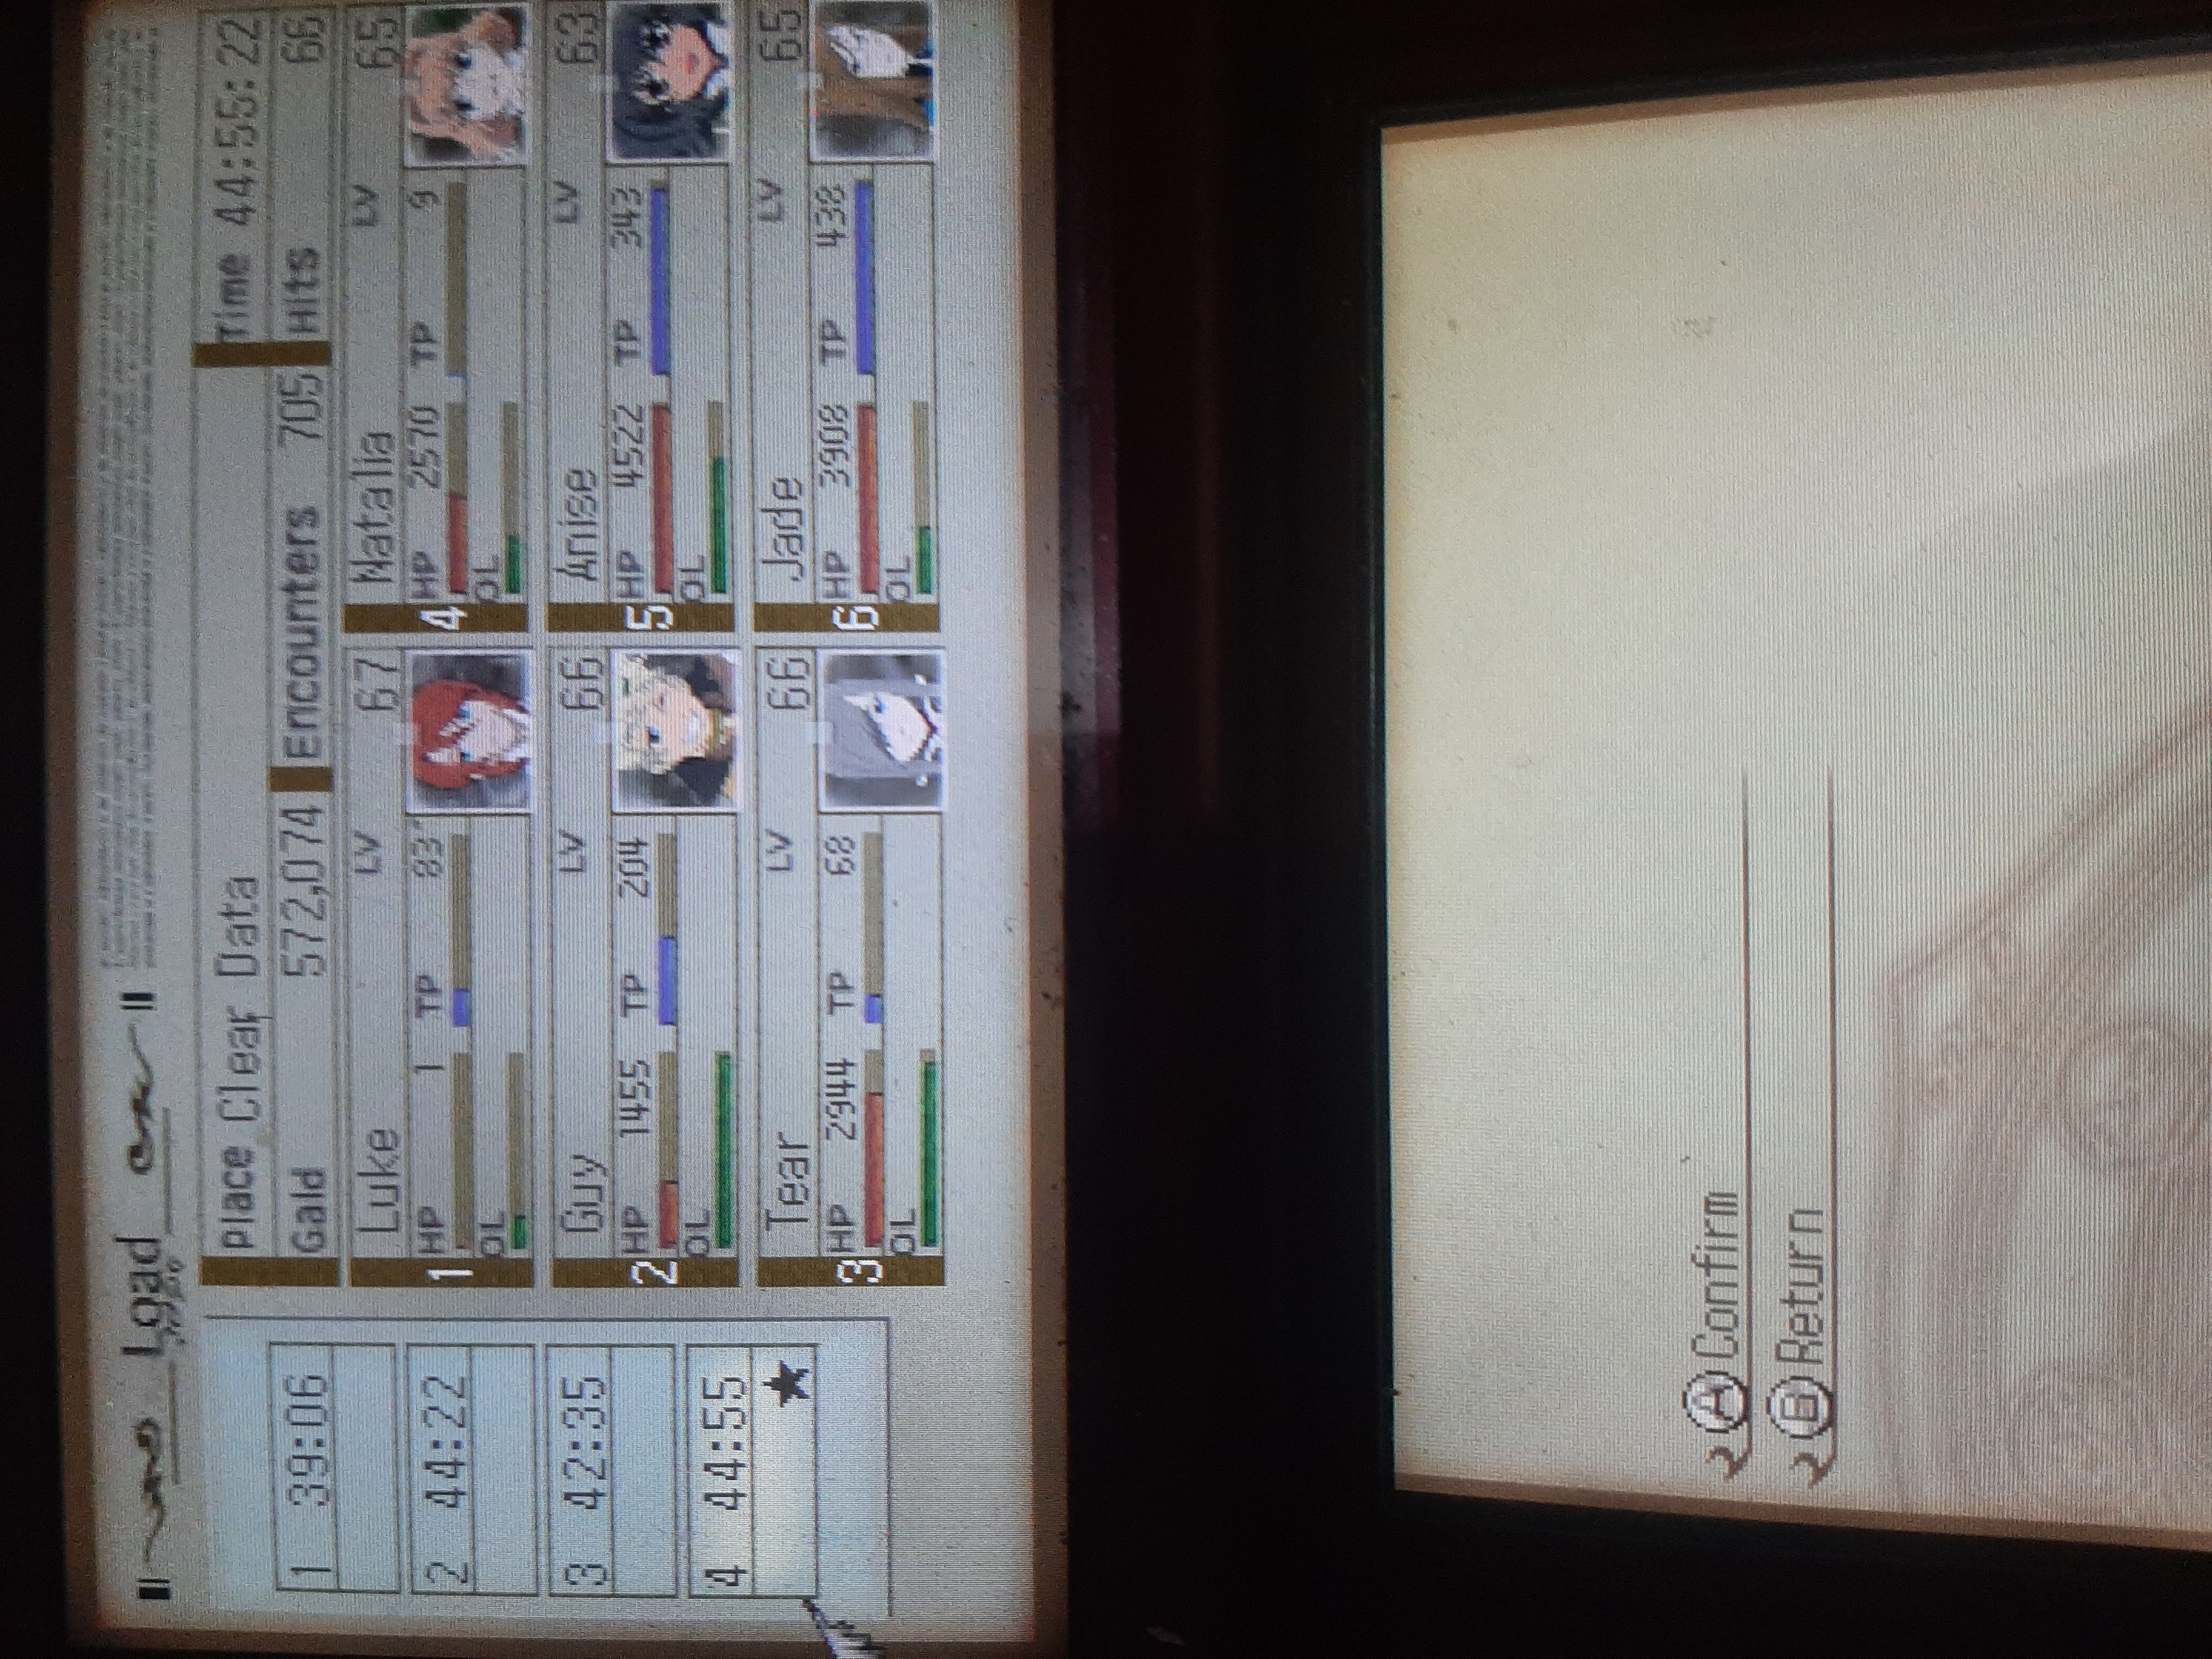 Load
Place Clear Data Time 44:55:22
Gald 572,074 Encounters 705 Hits 66
1 39:06
2 44:22
3 42:35
4 44:55
★
1 Luke LV 67
HP 1 TP 83
OL
2 Guy LV 66
HP 1455 TP 204
OL
3 Tear LV 66
HP 2944 TP 68
OL
4 Natalia LV 65
HP 2570 TP 9
OL
5 Anise LV 63
HP 4522 TP 343
OL
6 Jade LV 65
HP 3908 TP 438
OL
A Confirm
B Return